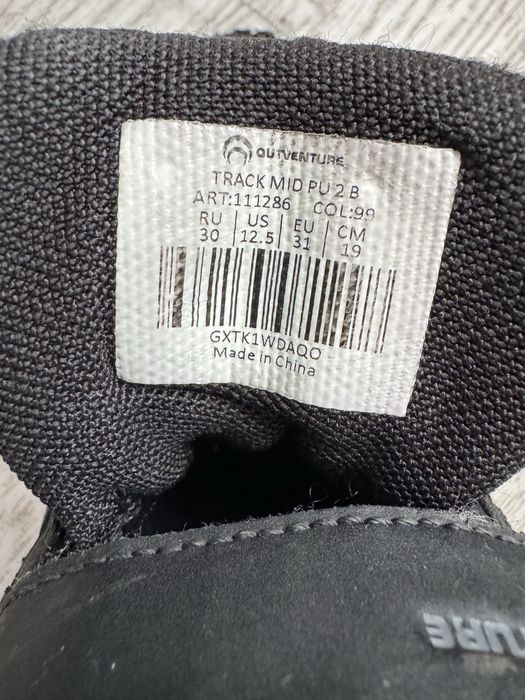 OUTVENTURE
TRACK MID PU 2 B
ART:111286 COL:99
RU US EU CM
30 12.5 31 19
GXTK1WDAQO
Made in China
URE